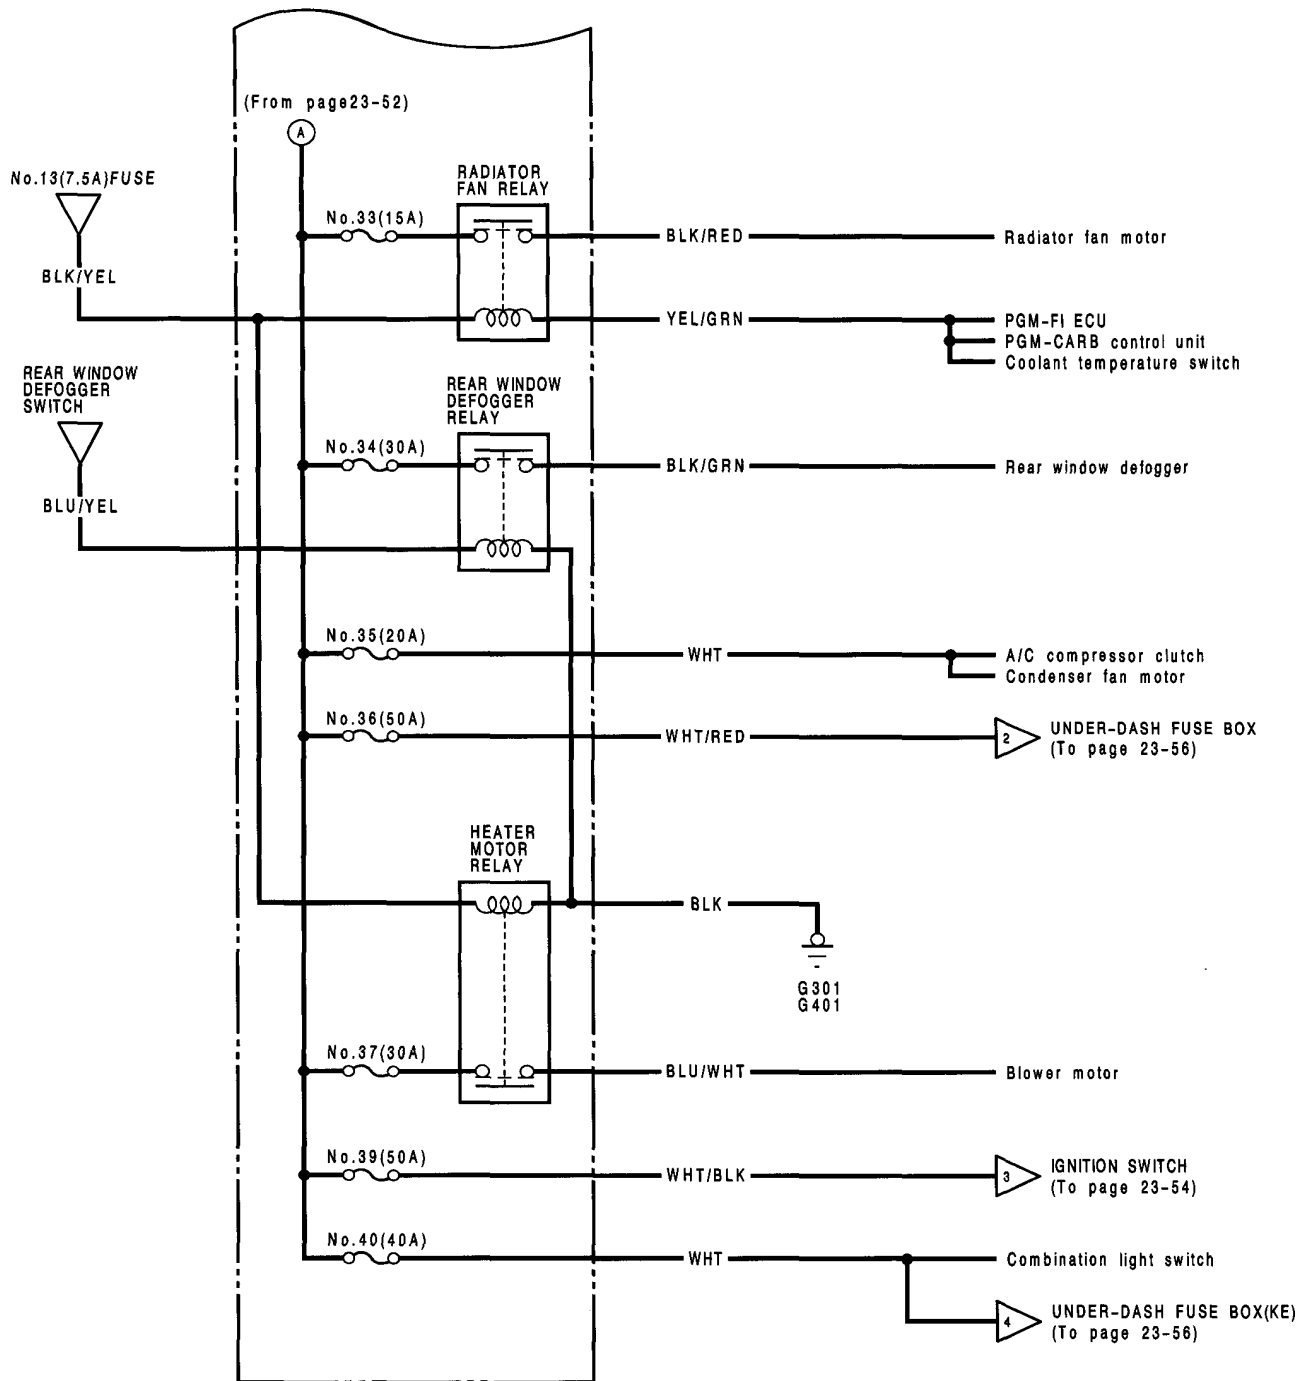 (From page23-52)
A
No.13(7.5A)FUSE
RADIATOR
FAN RELAY
No.33(15A)
BLK/RED
Radiator fan motor
BLK/YEL
YEL/GRN
PGM-FI ECU
PGM-CARB control unit
Coolant temperature switch
REAR WINDOW
DEFOGGER
SWITCH
REAR WINDOW
DEFOGGER
RELAY
No.34(30A)
BLK/GRN
Rear window defogger
BLU/YEL
No.35(20A)
WHT
A/C compressor clutch
Condenser fan motor
No.36(50A)
WHT/RED
2
UNDER-DASH FUSE BOX
(To page 23-56)
HEATER
MOTOR
RELAY
BLK
G301
G401
No.37(30A)
BLU/WHT
Blower motor
No.39(50A)
WHT/BLK
3
IGNITION SWITCH
(To page 23-54)
No.40(40A)
WHT
Combination light switch
4
UNDER-DASH FUSE BOX(KE)
(To page 23-56)